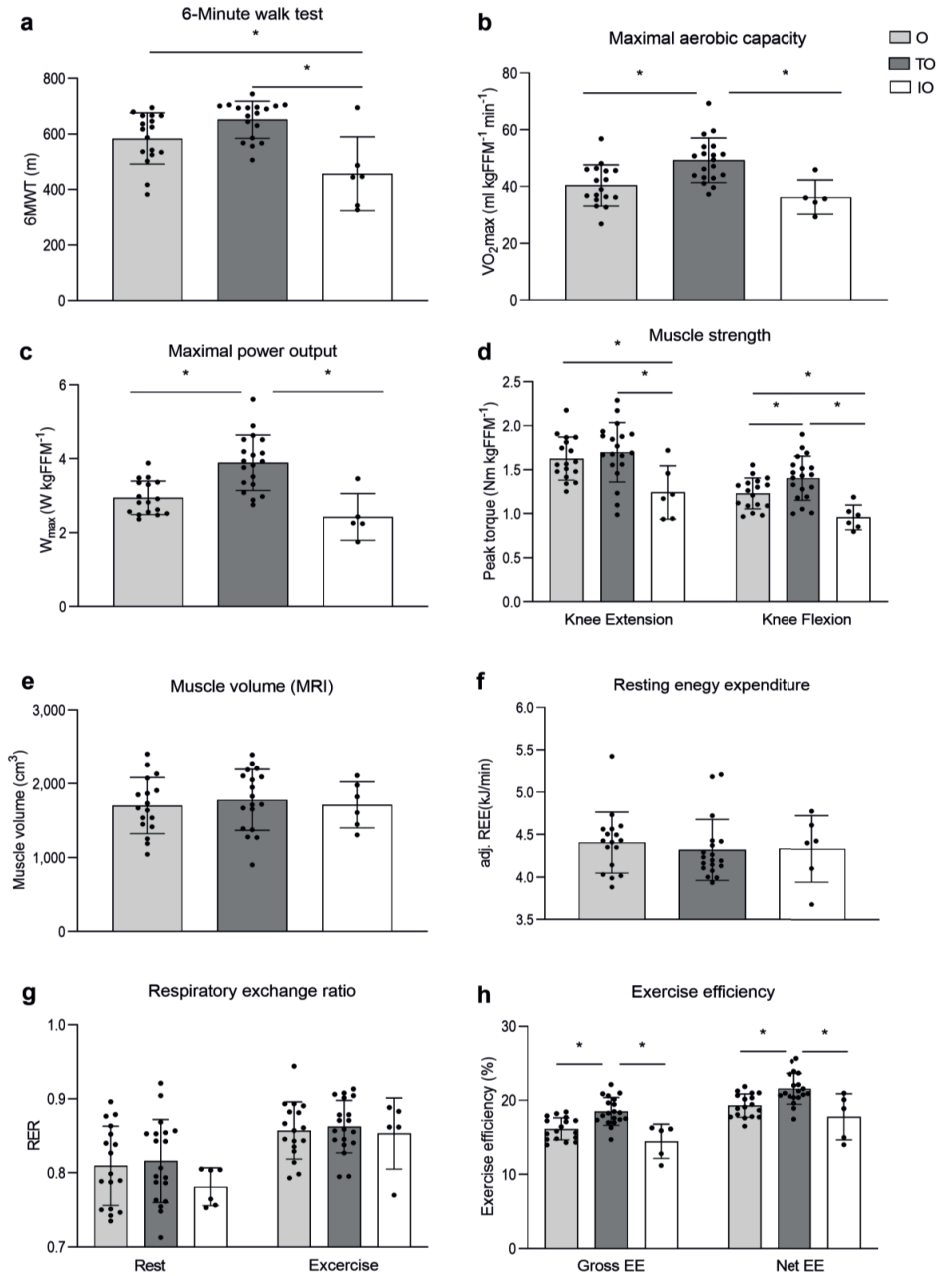 a
6-Minute walk test
*
*
800
600
400
200
0
6MWT (m)
b
Maximal aerobic capacity
*
*
80
60
40
20
0
VO₂max (ml kgFFM⁻¹ min⁻¹)
O
TO
IO
c
Maximal power output
*
*
6
4
2
0
Wmax (W kgFFM⁻¹)
d
Muscle strength
*
*
*
*
*
2.5
2.0
1.5
1.0
0.5
0.0
Peak torque (Nm kgFFM⁻¹)
Knee Extension
Knee Flexion
e
Muscle volume (MRI)
3,000
2,000
1,000
0
Muscle volume (cm³)
f
Resting enegy expenditure
6.0
5.5
5.0
4.5
4.0
3.5
adj. REE(kJ/min)
g
Respiratory exchange ratio
1.0
0.9
0.8
0.7
RER
Rest
Excercise
h
Exercise efficiency
*
*
*
*
30
20
10
0
Exercise efficiency (%)
Gross EE
Net EE